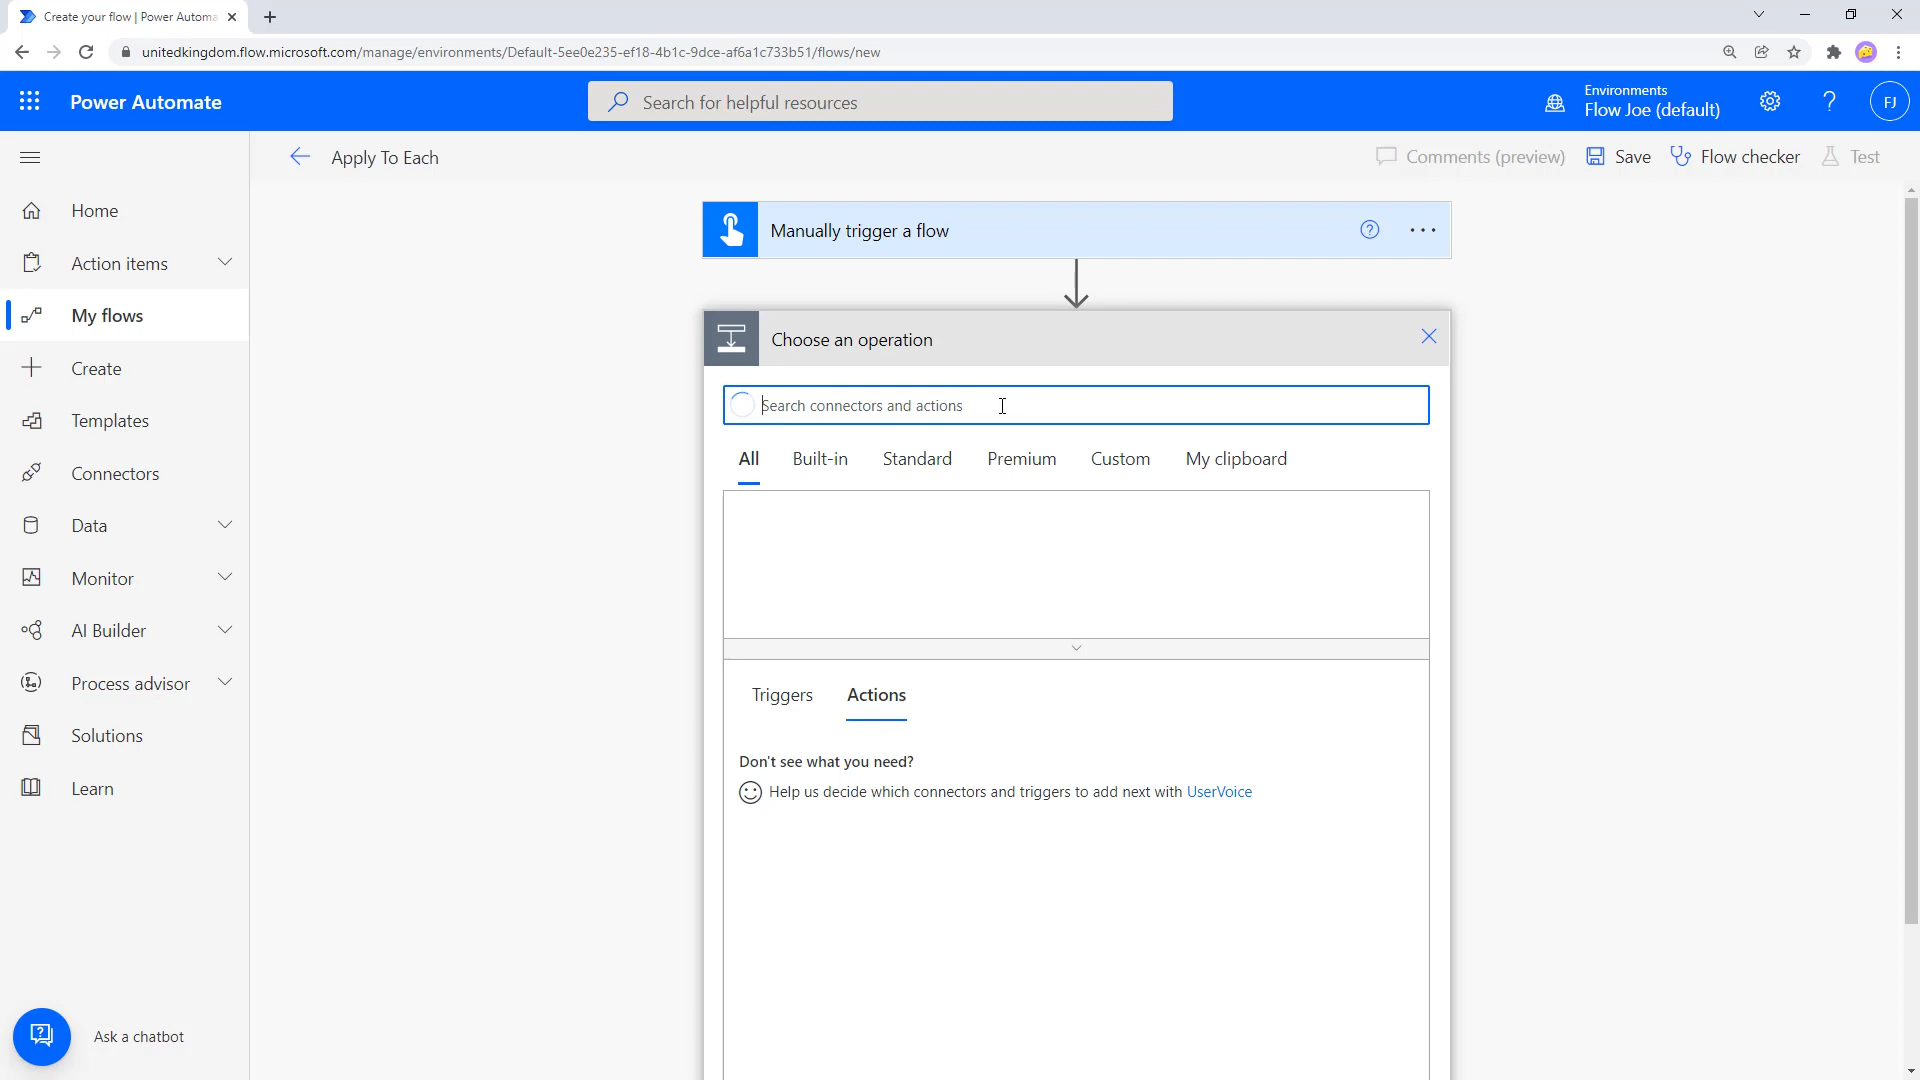 Create your flow | Power Automa
unitedkingdom.flow.microsoft.com/manage/environments/Default-5ee0e235-ef18-4b1c-9dce-af6a1c733b51/flows/new
Power Automate
Search for helpful resources
Environments
Flow Joe (default)
FJ
Apply To Each
Comments (preview)
Save
Flow checker
Test
Home
Action items
My flows
Create
Templates
Connectors
Data
Monitor
AI Builder
Process advisor
Solutions
Learn
Ask a chatbot
Manually trigger a flow
Choose an operation
Search connectors and actions
All
Built-in
Standard
Premium
Custom
My clipboard
Triggers
Actions
Don't see what you need?
Help us decide which connectors and triggers to add next with UserVoice